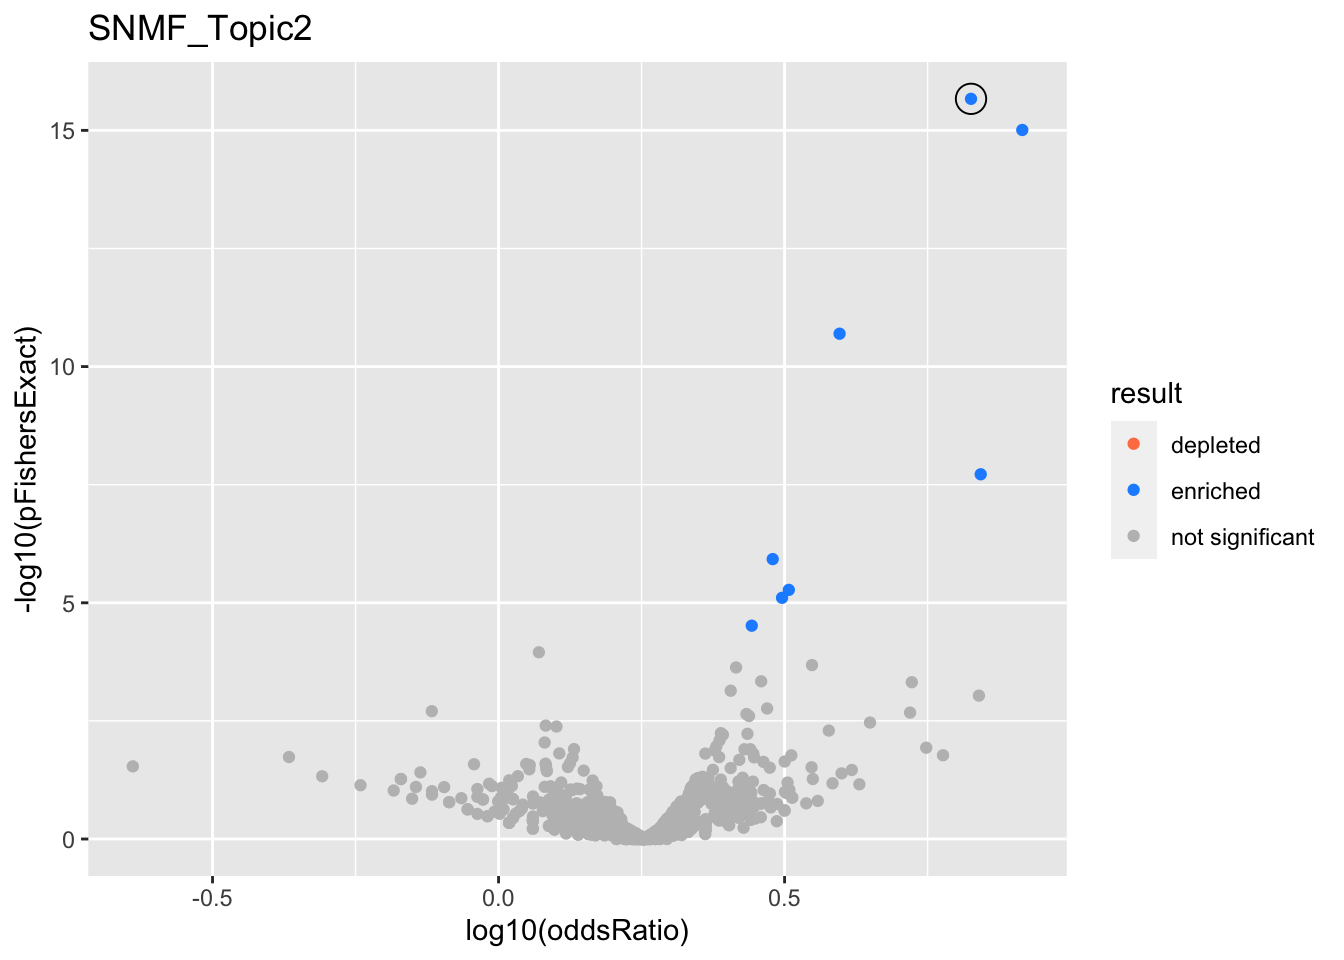 SNMF_Topic2
-log10(pFishersExact)
15
10
5
0
-0.5
0.0
0.5
log10(oddsRatio)
result
depleted
enriched
not significant